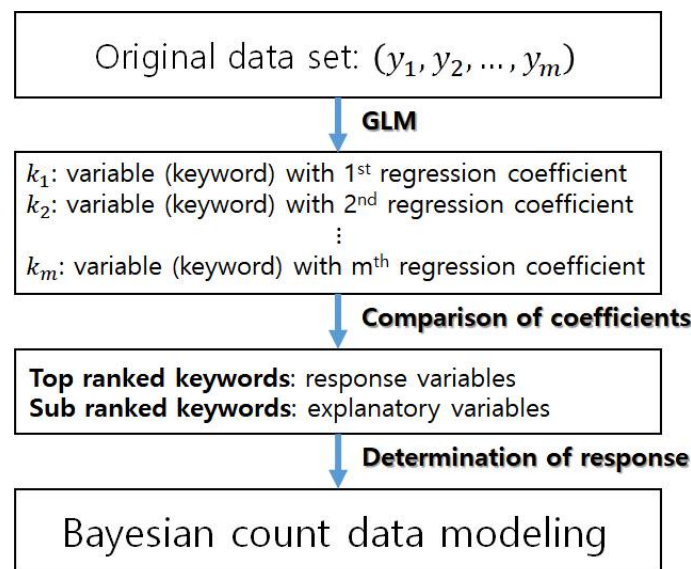 Original data set: (y₁, y₂, ..., yₘ)
GLM
k₁: variable (keyword) with 1ˢᵗ regression coefficient
k₂: variable (keyword) with 2ⁿᵈ regression coefficient
⋮
kₘ: variable (keyword) with mᵗʰ regression coefficient
Comparison of coefficients
Top ranked keywords: response variables
Sub ranked keywords: explanatory variables
Determination of response
Bayesian count data modeling